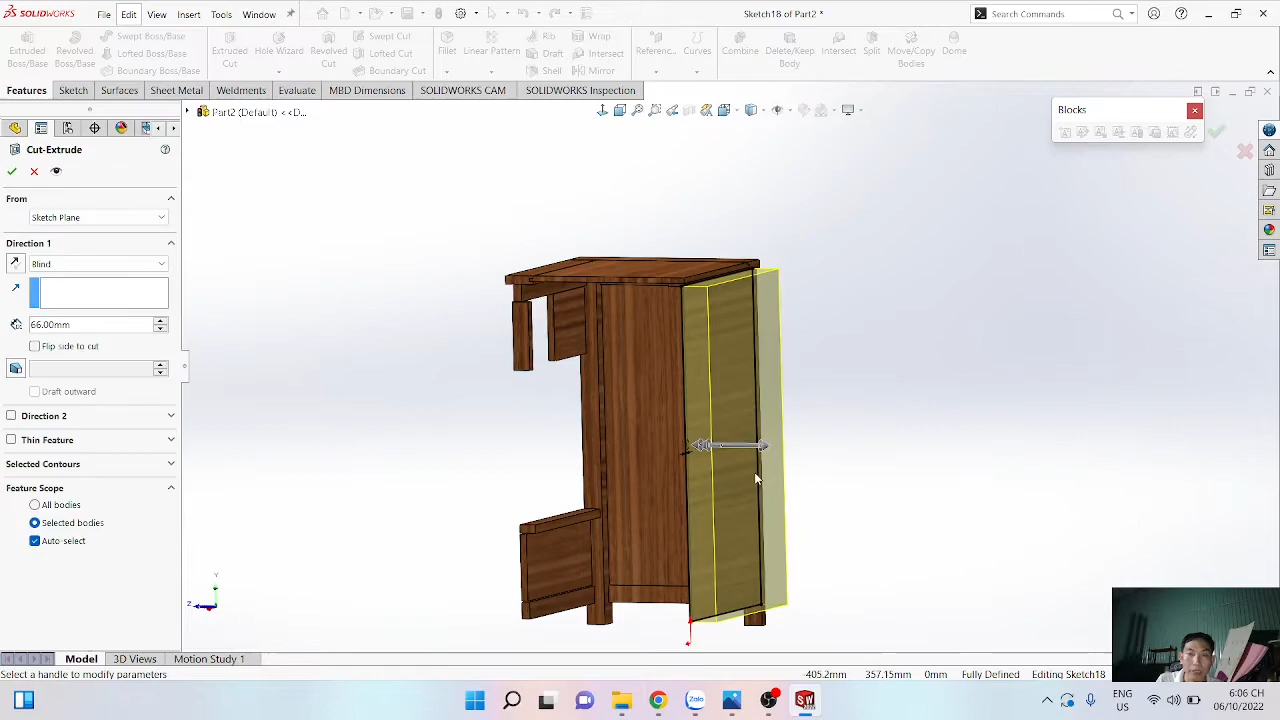 SOLIDWORKS File Edit View Insert Tools Window Sketch18 of Part2 * Search Commands
Extruded Boss/Base
Revolved Boss/Base
Swept Boss/Base
Lofted Boss/Base
Boundary Boss/Base
Extruded Cut
Hole Wizard
Revolved Cut
Swept Cut
Lofted Cut
Boundary Cut
Fillet
Linear Pattern
Rib
Draft
Shell
Wrap
Intersect
Mirror
Referenc...
Curves
Combine
Delete/Keep Body
Intersect
Split
Move/Copy Bodies
Dome
Features Sketch Surfaces Sheet Metal Weldments Evaluate MBD Dimensions SOLIDWORKS CAM SOLIDWORKS Inspection
Part2 (Default) < <D...
Blocks
Cut-Extrude
From
Sketch Plane
Direction 1
Blind
66.00mm
Flip side to cut
Draft outward
Direction 2
Thin Feature
Selected Contours
Feature Scope
All bodies
Selected bodies
Auto-select
Y
Z
Model 3D Views Motion Study 1
Select a handle to modify parameters -405.2mm 357.15mm 0mm Fully Defined Editing Sketch18
Zalo
SW
ENG
US
6:06 CH
06/10/2022